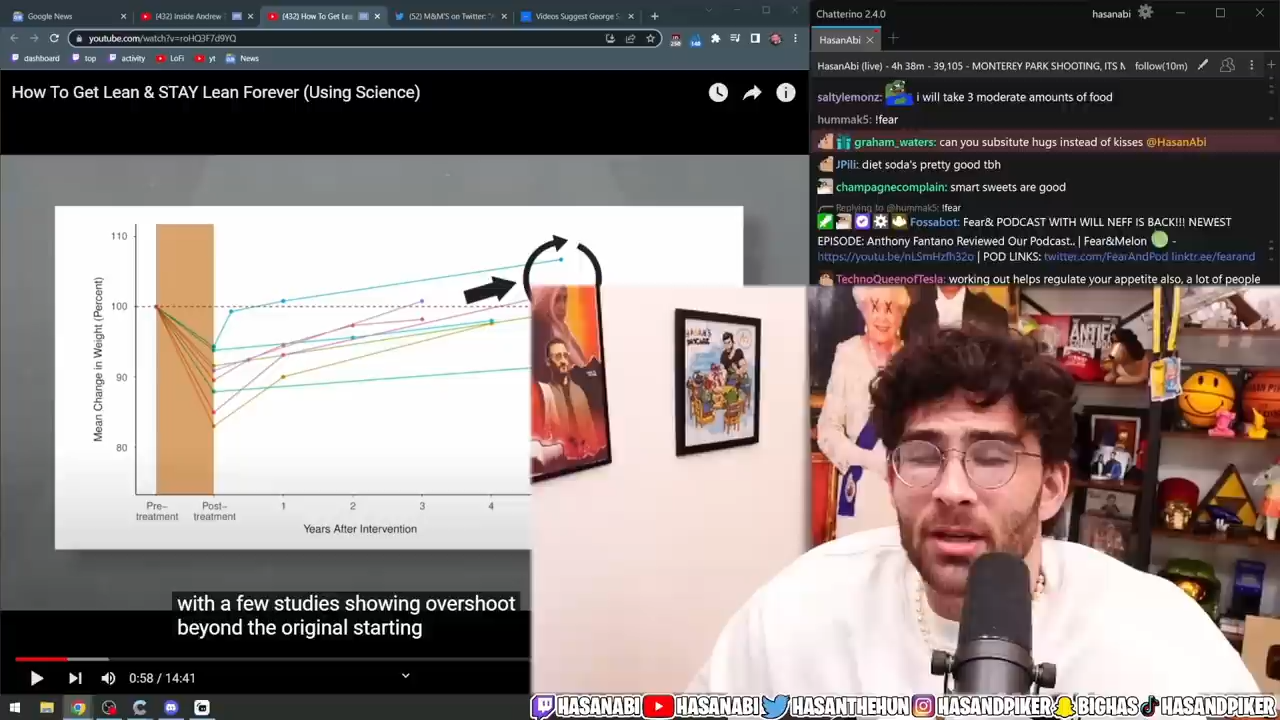 Google News
(432) Inside Andrew
(432) How To Get Lea
(52) M&M'S on Twitter: "
Videos Suggest George S
youtube.com/watch?v=roHQ3F7d9YQ
dashboard
top
activity
LoFi
yt
News
How To Get Lean & STAY Lean Forever (Using Science)
110
100
90
80
Mean Change in Weight (Percent)
Pre-
treatment
Post-
treatment
1
2
3
4
Years After Intervention
with a few studies showing overshoot
beyond the original starting
0:58 / 14:41
Chatterino 2.4.0
hasanabi
HasanAbi
HasanAbi (live) - 4h 38m - 39,105 - MONTEREY PARK SHOOTING, ITS M
follow(10m)
saltylemonz: i will take 3 moderate amounts of food
hummak5: !fear
graham_waters: can you subsitute hugs instead of kisses @HasanAbi
JPili: diet soda's pretty good tbh
champagnecomplain: smart sweets are good
Replying to @hummak5: !fear
Fossabot: Fear& PODCAST WITH WILL NEFF IS BACK!!! NEWEST
EPISODE: Anthony Fantano Reviewed Our Podcast.. | Fear&Melon -
https://youtu.be/nLSmHzfh32o | POD LINKS: twitter.com/FearAndPod linktr.ee/fearand
TechnoQueenofTesla: working out helps regulate your appetite also, a lot of people
HASANABI HASANABI HASANTHEHUN HASANDPIKER BIGHAS HASANDPIKER